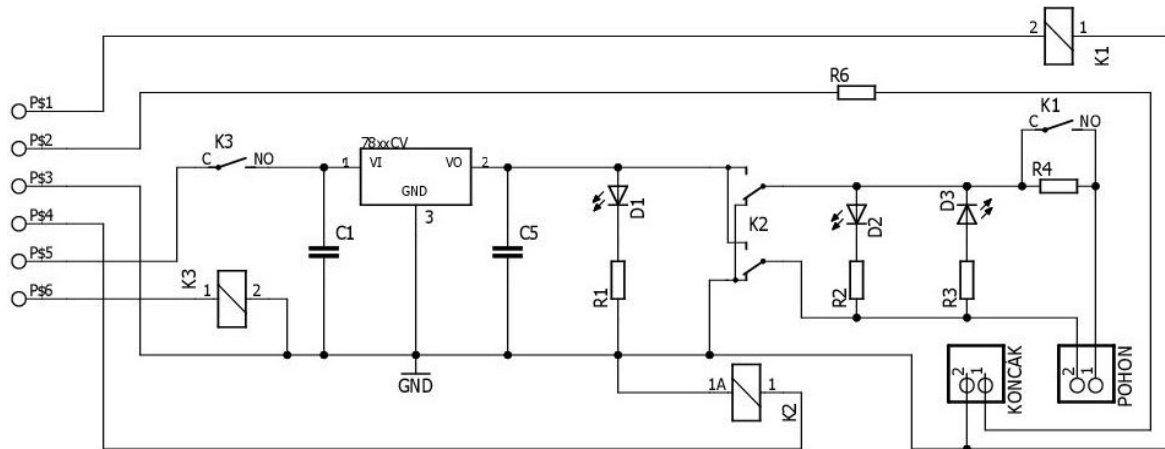 2 1
K1
R6
P$1
P$2
K3
C NO
78xxCV
1 VI VO 2
GND
3
K1
C NO
R4
P$3
P$4
P$5
P$6
K3
1 2
C1
C5
D1
R1
K2
D2
R2
D3
R3
GND
1A 1
K2
2 1
KONCAK
2 1
POHON